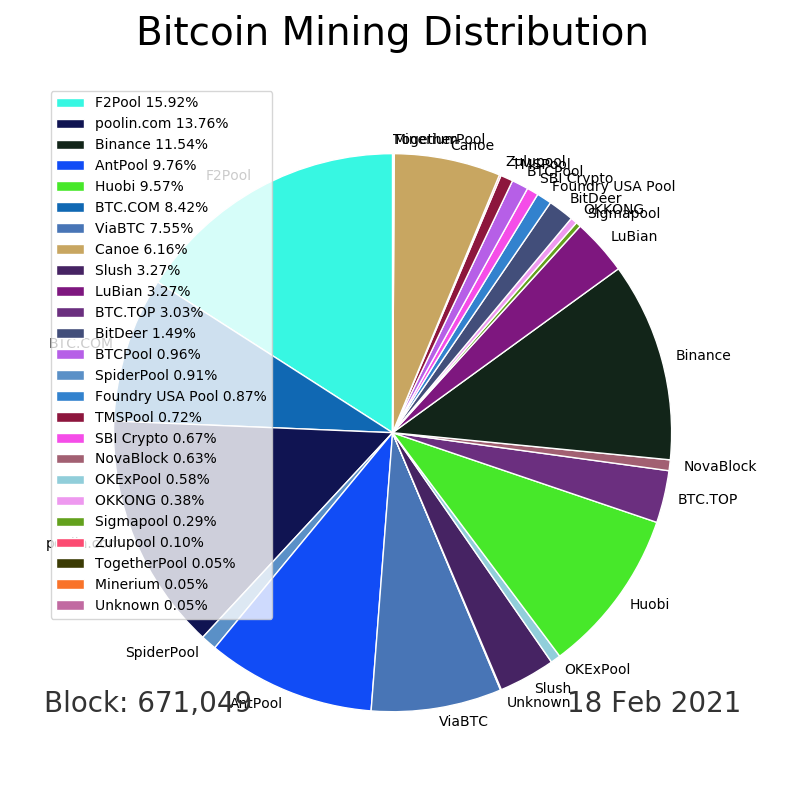 Bitcoin Mining Distribution
F2Pool 15.92%
poolin.com 13.76%
Binance 11.54%
AntPool 9.76%
Huobi 9.57%
BTC.COM 8.42%
ViaBTC 7.55%
Canoe 6.16%
Slush 3.27%
LuBian 3.27%
BTC.TOP 3.03%
BitDeer 1.49%
BTCPool 0.96%
SpiderPool 0.91%
Foundry USA Pool 0.87%
TMSPool 0.72%
SBI Crypto 0.67%
NovaBlock 0.63%
OKExPool 0.58%
OKKONG 0.38%
Sigmapool 0.29%
Zulupool 0.10%
TogetherPool 0.05%
Minerium 0.05%
Unknown 0.05%
TogetherPool
Minerium
Canoe
Zulupool
TMSPool
BTCPool
SBI Crypto
Foundry USA Pool
BitDeer
OKKONG
Sigmapool
LuBian
Binance
NovaBlock
BTC.TOP
Huobi
OKExPool
Slush
Unknown
ViaBTC
AntPool
SpiderPool
poolin.com
BTC.COM
F2Pool
Block: 671,049
18 Feb 2021